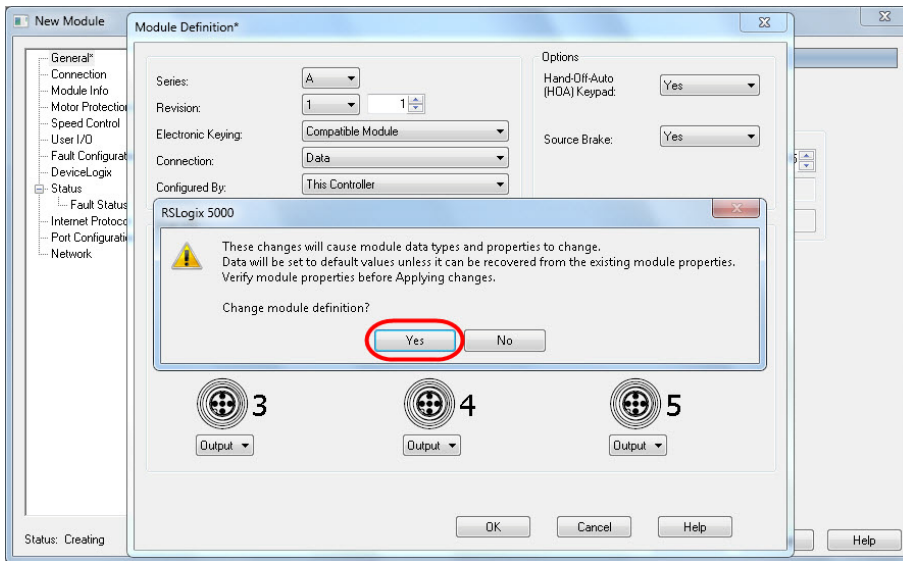 New Module
General*
Connection
Module Info
Motor Protection
Speed Control
User I/O
Fault Configurat
DeviceLogix
Status
Fault Status
Internet Protoco
Port Configurati
Network
Status: Creating
Module Definition*
Series:
A
Revision:
1
1
Electronic Keying:
Compatible Module
Connection:
Data
Configured By:
This Controller
Options
Hand-Off-Auto
(HOA) Keypad:
Yes
Source Brake:
Yes
RSLogix 5000
These changes will cause module data types and properties to change.
Data will be set to default values unless it can be recovered from the existing module properties.
Verify module properties before Applying changes.
Change module definition?
Yes
No
3
4
5
Output
Output
Output
OK
Cancel
Help
Help